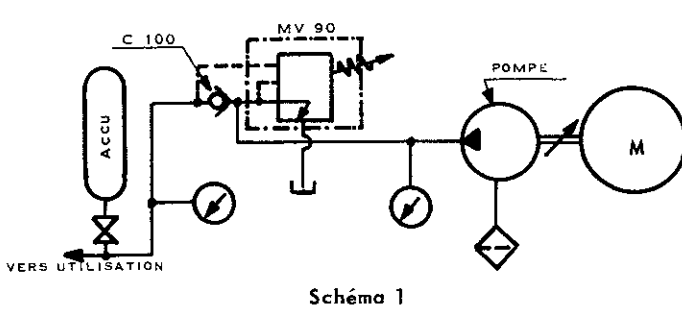 C 100
MV 90
POMPE
ACCU
M
VERS UTILISATION
Schéma 1